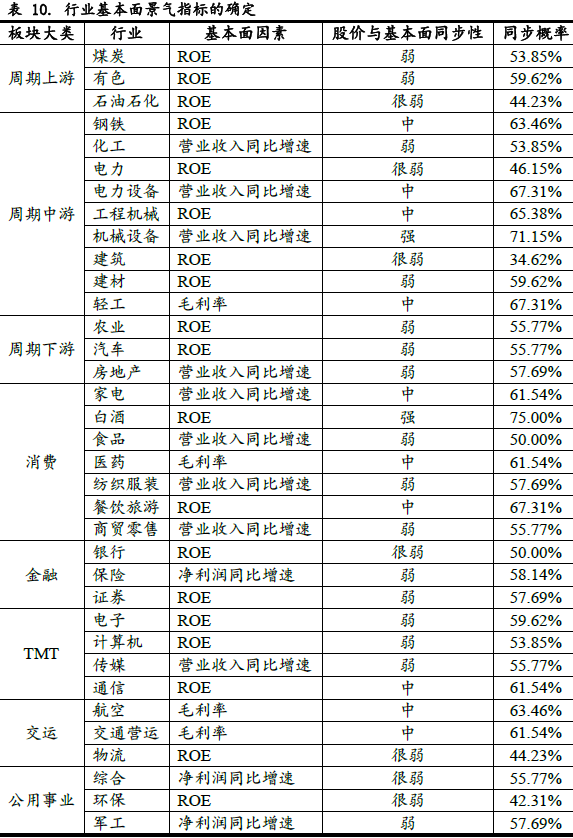 表 10. 行业基本面景气指标的确定
板块大类 行业 基本面因素 股价与基本面同步性 同步概率
周期上游
煤炭 ROE 弱 53.85%
有色 ROE 弱 59.62%
石油石化 ROE 很弱 44.23%
周期中游
钢铁 ROE 中 63.46%
化工 营业收入同比增速 弱 53.85%
电力 ROE 很弱 46.15%
电力设备 营业收入同比增速 中 67.31%
工程机械 ROE 中 65.38%
机械设备 营业收入同比增速 强 71.15%
建筑 ROE 很弱 34.62%
建材 ROE 弱 59.62%
轻工 毛利率 中 67.31%
周期下游
农业 ROE 弱 55.77%
汽车 ROE 弱 55.77%
房地产 营业收入同比增速 弱 57.69%
消费
家电 营业收入同比增速 中 61.54%
白酒 ROE 强 75.00%
食品 营业收入同比增速 弱 50.00%
医药 毛利率 中 61.54%
纺织服装 营业收入同比增速 弱 57.69%
餐饮旅游 ROE 中 67.31%
商贸零售 营业收入同比增速 弱 55.77%
金融
银行 ROE 很弱 50.00%
保险 净利润同比增速 弱 58.14%
证券 ROE 弱 57.69%
TMT
电子 ROE 弱 59.62%
计算机 ROE 弱 53.85%
传媒 营业收入同比增速 弱 55.77%
通信 ROE 中 61.54%
交运
航空 毛利率 中 63.46%
交通营运 毛利率 中 61.54%
物流 ROE 很弱 44.23%
公用事业
综合 净利润同比增速 很弱 55.77%
环保 ROE 很弱 42.31%
军工 净利润同比增速 弱 57.69%